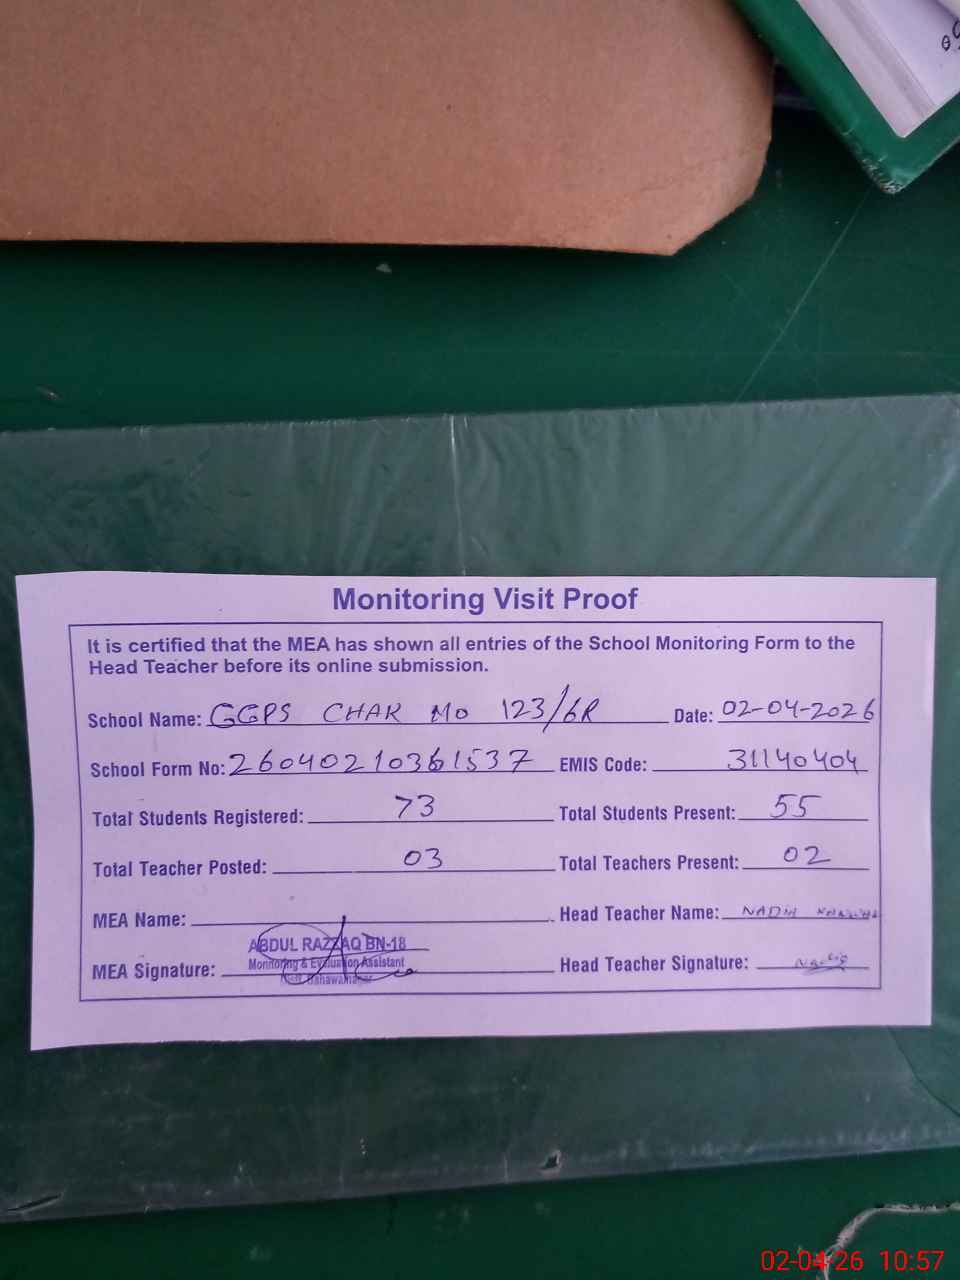 Monitoring Visit Proof
It is certified that the MEA has shown all entries of the School Monitoring Form to the
Head Teacher before its online submission.
School Name: GGPS CHAK No 123/6R Date: 02-04-2026
School Form No: 26040210361537 EMIS Code: 31140404
Total Students Registered: 73 Total Students Present: 55
Total Teacher Posted: 03 Total Teachers Present: 02
MEA Name: Head Teacher Name: NADIA
ABDUL RAZZAQ BN-18
Monitoring & Evaluation Assistant
MEA Signature: Head Teacher Signature: Nadia
02-04-26 10:57